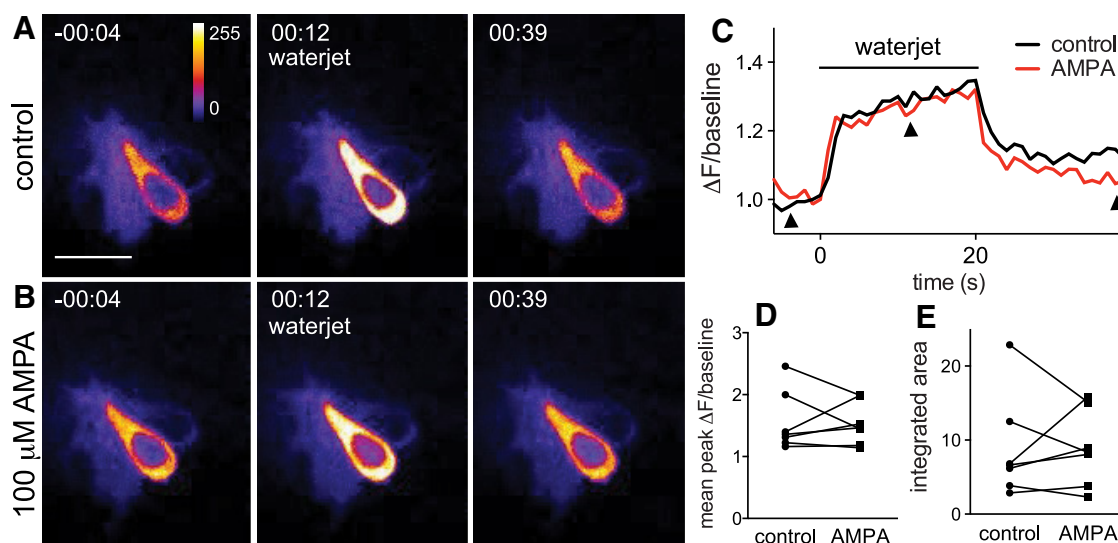 A
-00:04
255
0
00:12
waterjet
00:39
control
B
-00:04
00:12
waterjet
00:39
100 µM AMPA
C
waterjet
control
AMPA
1.4
1.2
1.0
ΔF/baseline
0
20
time (s)
D
3
2
1
0
mean peak ΔF/baseline
control AMPA
E
20
10
0
integrated area
control AMPA